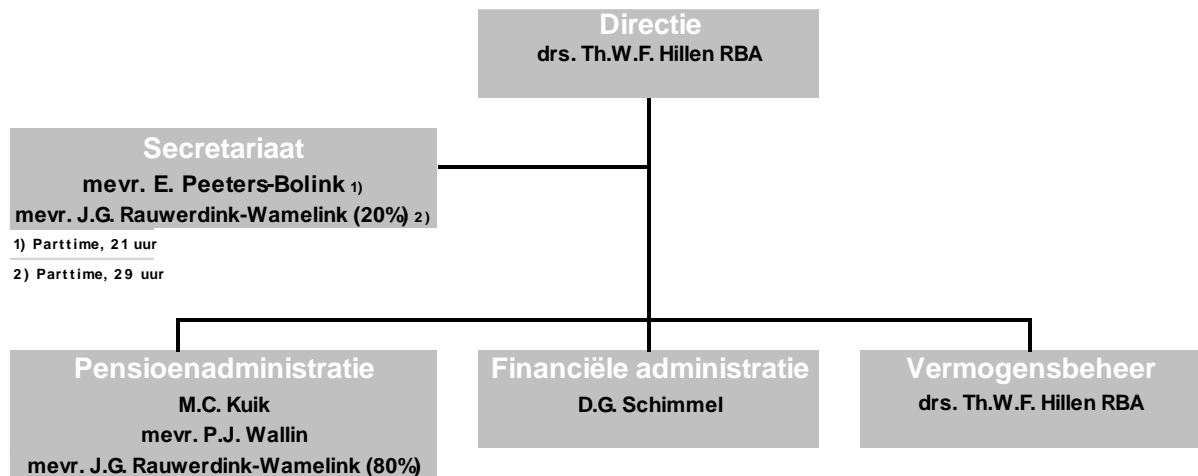 Directie
drs. Th.W.F. Hillen RBA
Secretariaat
mevr. E. Peeters-Bolink 1)
mevr. J.G. Rauwerdink-Wamelink (20%) 2)
1) Parttime, 21 uur
2) Parttime, 29 uur
Pensioenadministratie
M.C. Kuik
mevr. P.J. Wallin
mevr. J.G. Rauwerdink-Wamelink (80%)
Financiële administratie
D.G. Schimmel
Vermogensbeheer
drs. Th.W.F. Hillen RBA